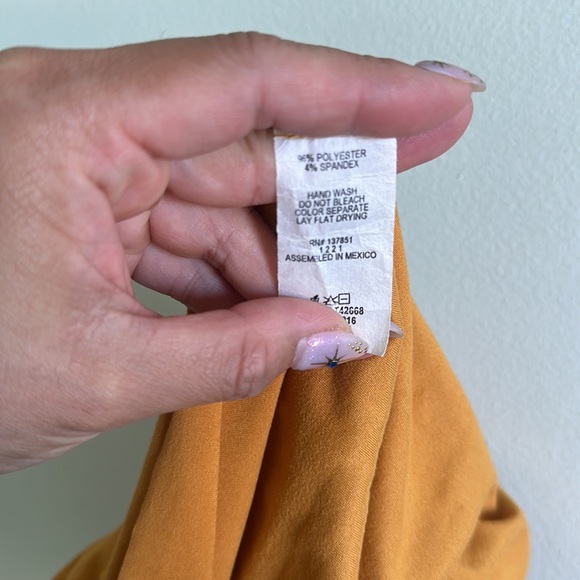 96% POLYESTER
4% SPANDEX
HAND WASH
DO NOT BLEACH
COLOR SEPARATE
LAY FLAT DRYING
RN# 137851
1221
ASSEMBLED IN MEXICO